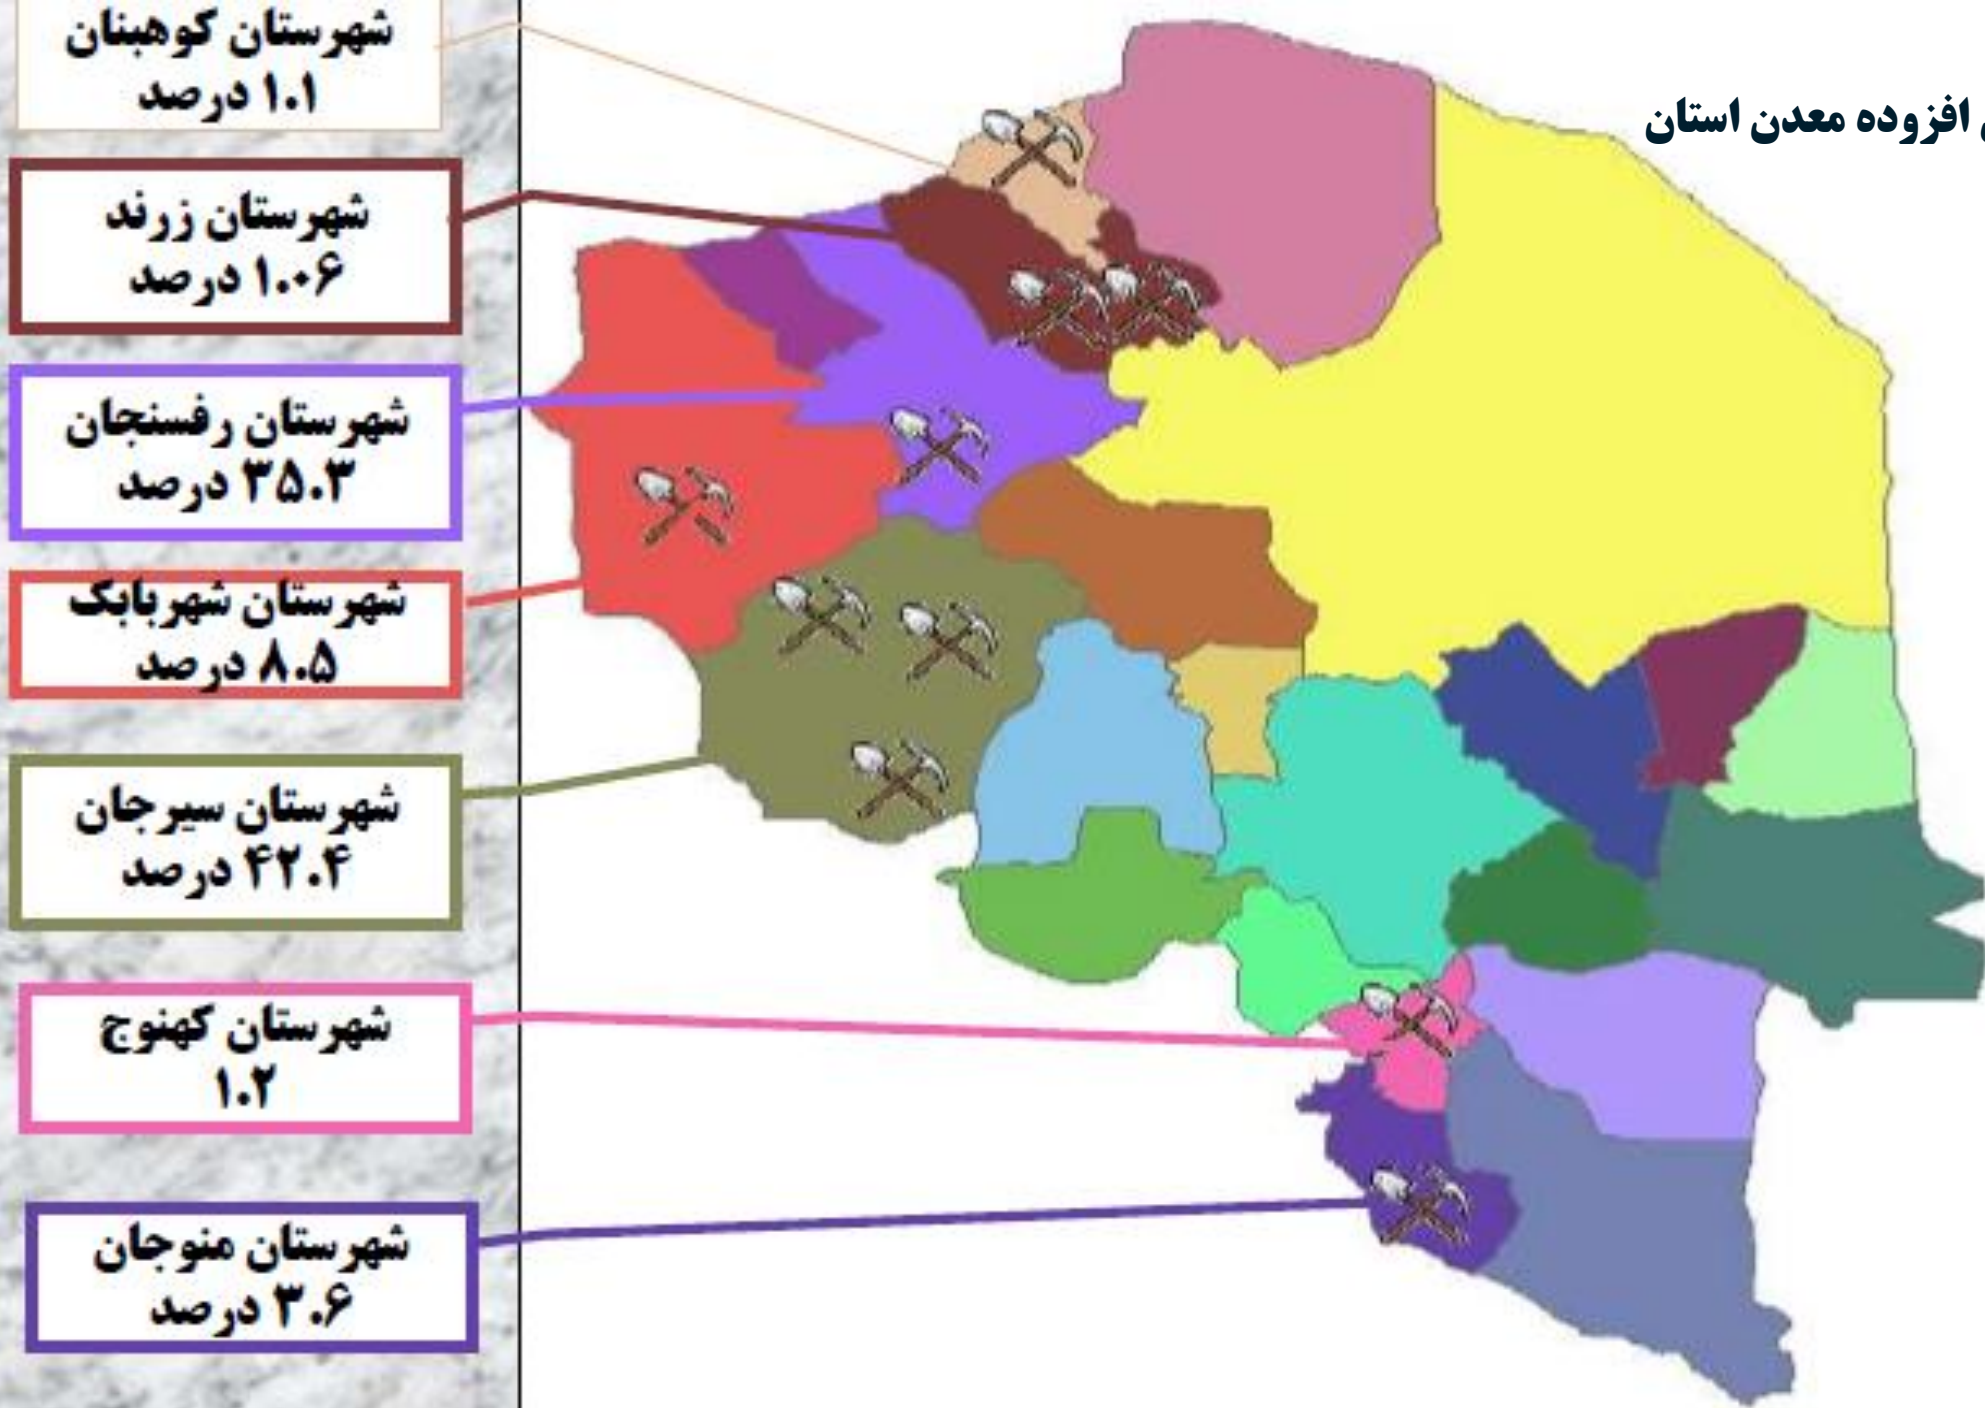 افزوده معدن استان
شهرستان کوهبنان
۱.۱ درصد
شهرستان زرند
۱.۰۶ درصد
شهرستان رفسنجان
۳۵.۳ درصد
شهرستان شهربابک
۸.۵ درصد
شهرستان سیرجان
۴۲.۴ درصد
شهرستان کهنوج
۱.۲
شهرستان منوجان
۳.۶ درصد